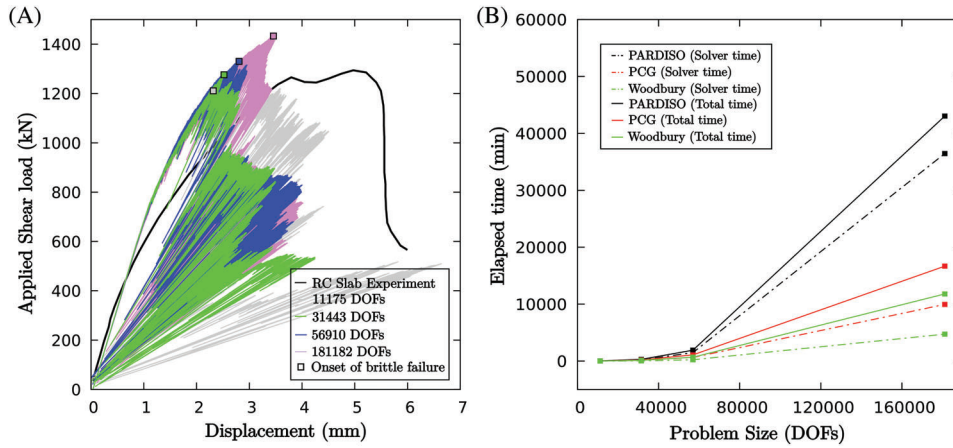 (A)
1400
1200
1000
800
600
400
200
0
Applied Shear load (kN)
RC Slab Experiment
11175 DOFs
31443 DOFs
56910 DOFs
181182 DOFs
Onset of brittle failure
0 1 2 3 4 5 6 7
Displacement (mm)
(B)
60000
50000
40000
30000
20000
10000
0
Elapsed time (min)
PARDISO (Solver time)
PCG (Solver time)
Woodbury (Solver time)
PARDISO (Total time)
PCG (Total time)
Woodbury (Total time)
0 40000 80000 120000 160000
Problem Size (DOFs)